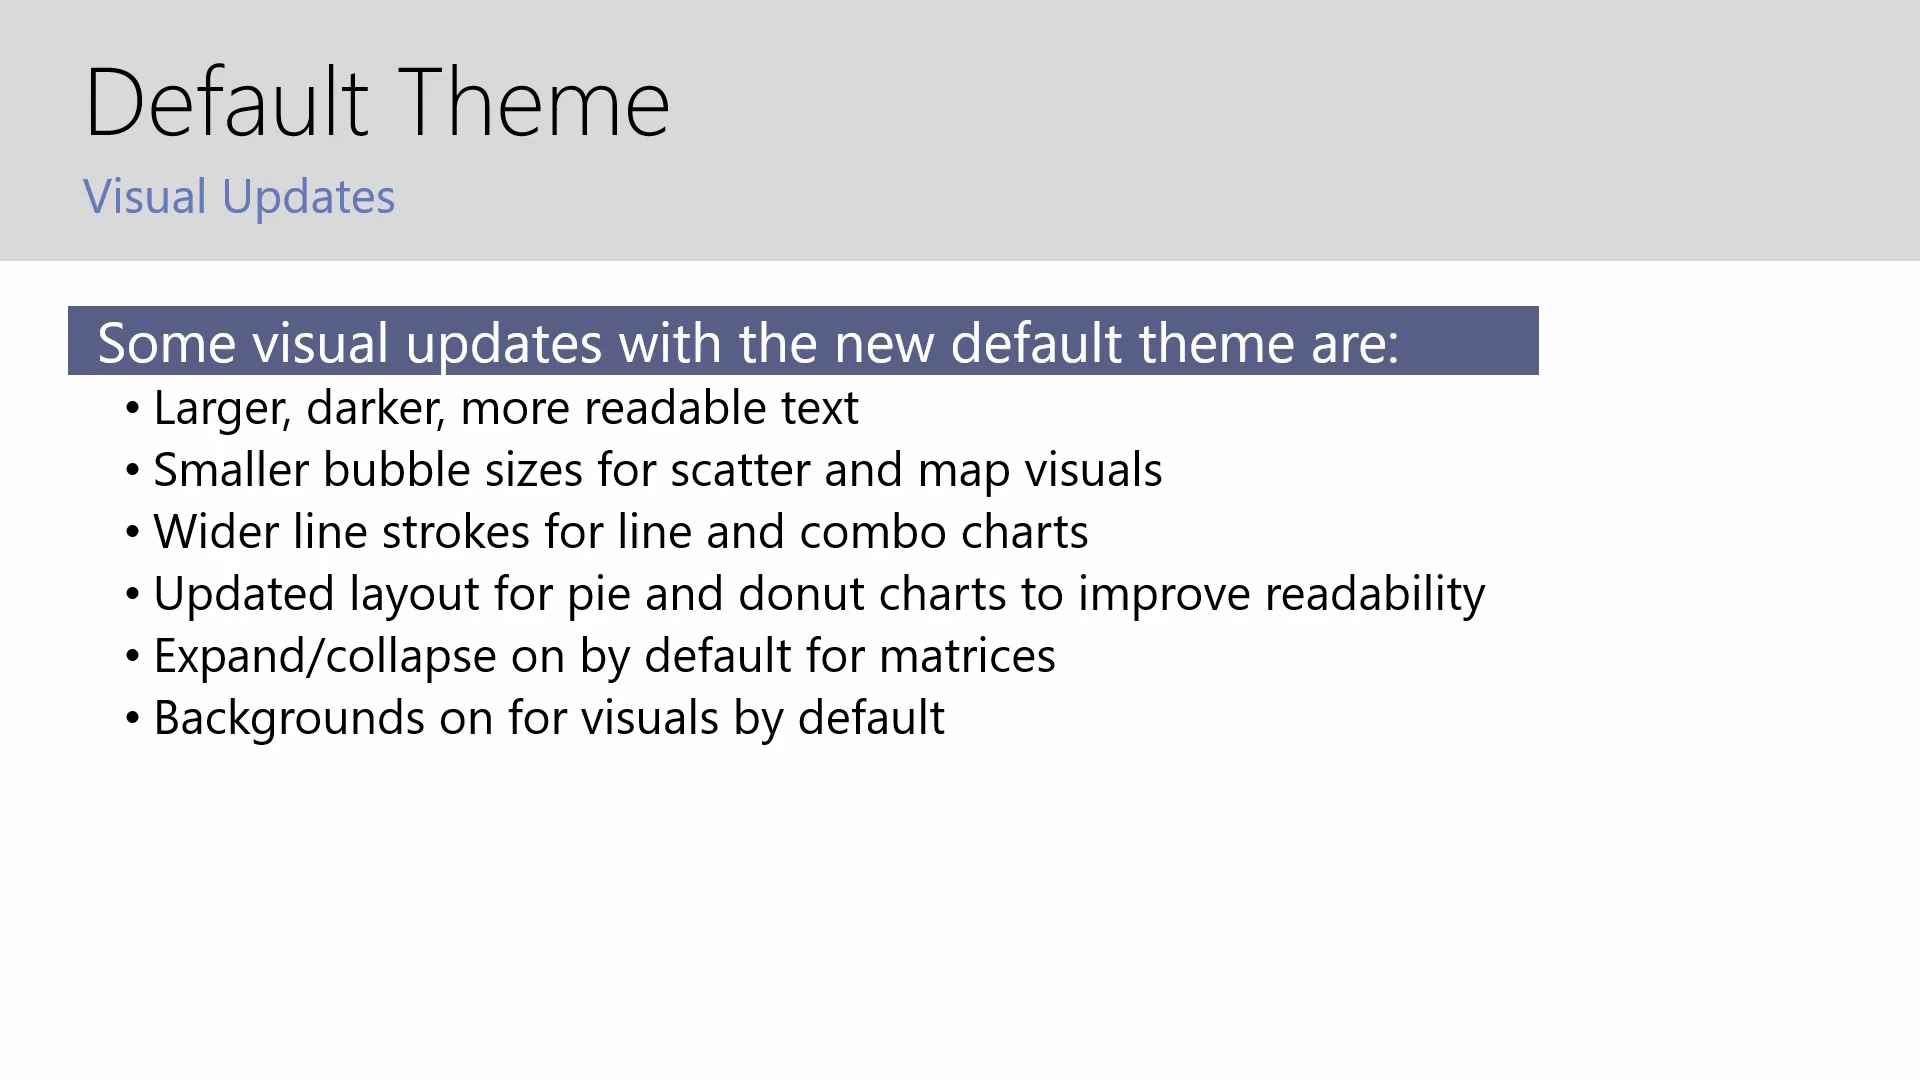 Default Theme
Visual Updates
Some visual updates with the new default theme are:
• Larger, darker, more readable text
• Smaller bubble sizes for scatter and map visuals
• Wider line strokes for line and combo charts
• Updated layout for pie and donut charts to improve readability
• Expand/collapse on by default for matrices
• Backgrounds on for visuals by default